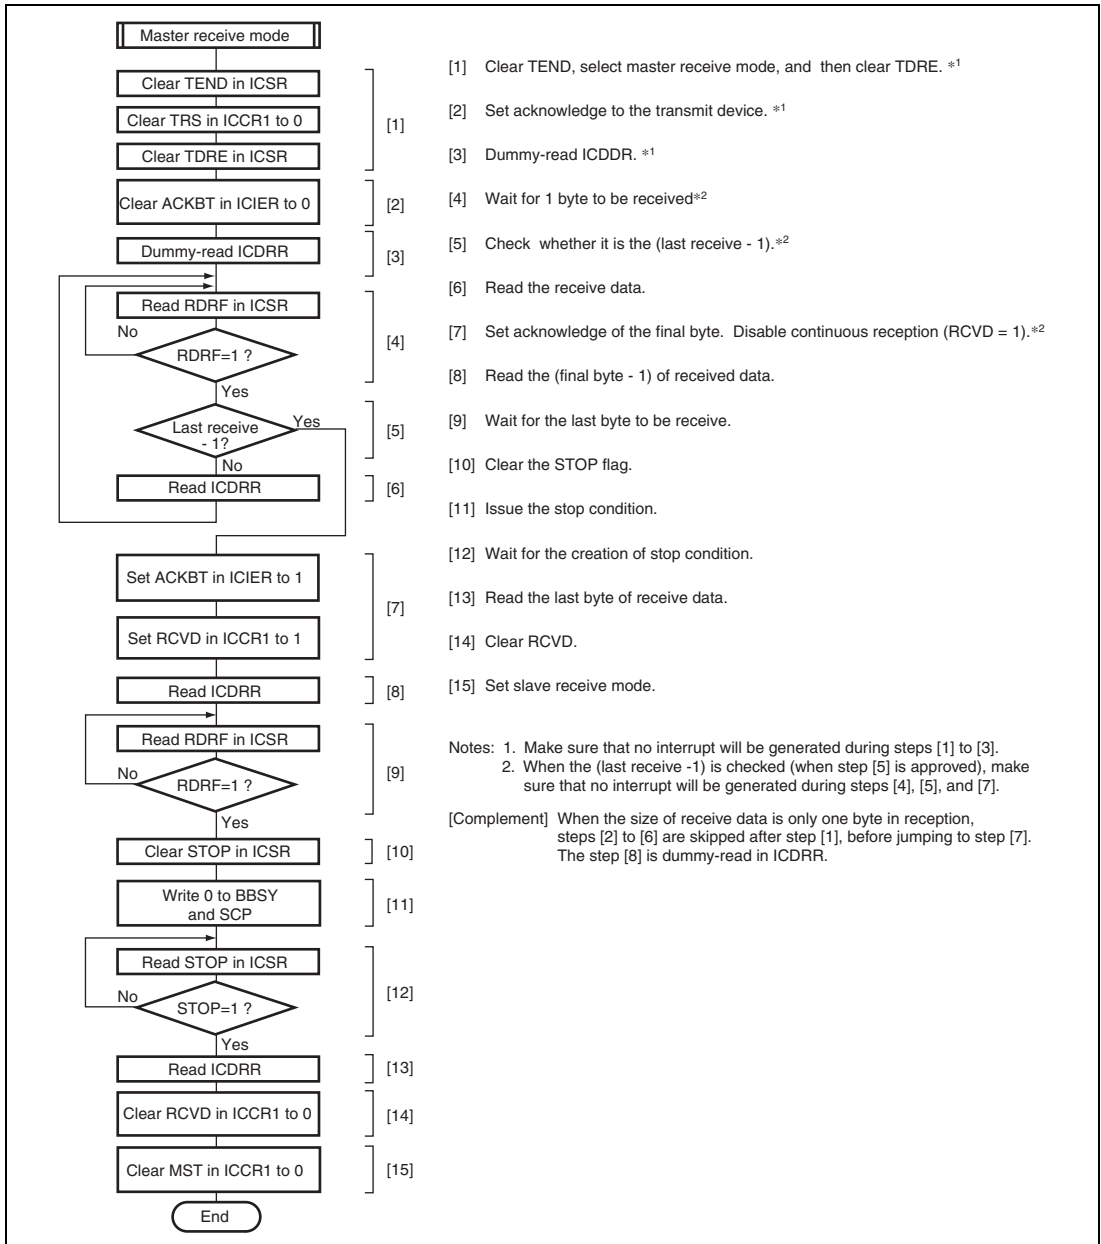 Master receive mode
Clear TEND in ICSR
Clear TRS in ICCR1 to 0
Clear TDRE in ICSR
[1]
Clear ACKBT in ICIER to 0
[2]
Dummy-read ICDRR
[3]
Read RDRF in ICSR
No
RDRF=1 ?
[4]
Yes
Last receive
- 1?
Yes
[5]
No
Read ICDRR
[6]
Set ACKBT in ICIER to 1
[7]
Set RCVD in ICCR1 to 1
Read ICDRR
[8]
Read RDRF in ICSR
No
RDRF=1 ?
[9]
Yes
Clear STOP in ICSR
[10]
Write 0 to BBSY
and SCP
[11]
Read STOP in ICSR
No
STOP=1 ?
[12]
Yes
Read ICDRR
[13]
Clear RCVD in ICCR1 to 0
[14]
Clear MST in ICCR1 to 0
[15]
End
[1] Clear TEND, select master receive mode, and then clear TDRE. *1
[2] Set acknowledge to the transmit device. *1
[3] Dummy-read ICDDR. *1
[4] Wait for 1 byte to be received*2
[5] Check whether it is the (last receive - 1).*2
[6] Read the receive data.
[7] Set acknowledge of the final byte. Disable continuous reception (RCVD = 1).*2
[8] Read the (final byte - 1) of received data.
[9] Wait for the last byte to be receive.
[10] Clear the STOP flag.
[11] Issue the stop condition.
[12] Wait for the creation of stop condition.
[13] Read the last byte of receive data.
[14] Clear RCVD.
[15] Set slave receive mode.
Notes: 1. Make sure that no interrupt will be generated during steps [1] to [3].
2. When the (last receive -1) is checked (when step [5] is approved), make
sure that no interrupt will be generated during steps [4], [5], and [7].
[Complement] When the size of receive data is only one byte in reception,
steps [2] to [6] are skipped after step [1], before jumping to step [7].
The step [8] is dummy-read in ICDRR.